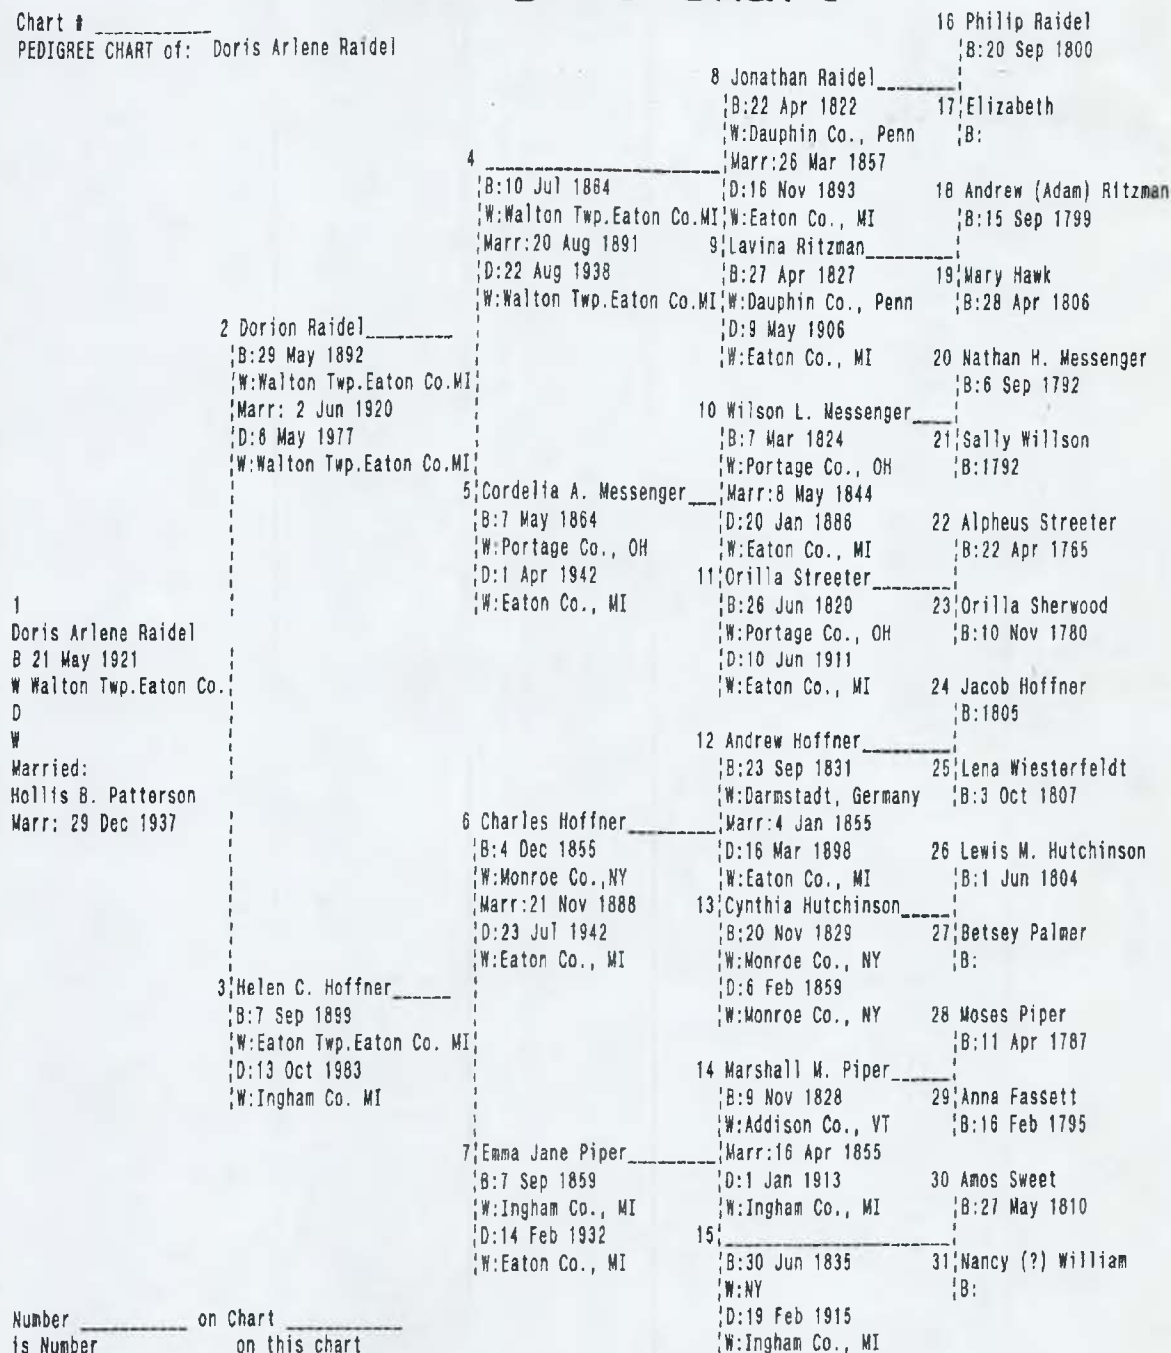 Chart # ____________
PEDIGREE CHART of: Doris Arlene Raidel
1
Doris Arlene Raidel
B 21 May 1921
W Walton Twp.Eaton Co.
D
W
Married:
Hollis B. Patterson
Marr: 29 Dec 1937
2 Dorion Raidel
B:29 May 1892
W:Walton Twp.Eaton Co.MI
Marr: 2 Jun 1920
D:6 May 1977
W:Walton Twp.Eaton Co.MI
3 Helen C. Hoffner
B:7 Sep 1899
W:Eaton Twp.Eaton Co. MI
D:13 Oct 1983
W:Ingham Co. MI
4 ____________
B:10 Jul 1864
W:Walton Twp.Eaton Co.MI
Marr:20 Aug 1891
D:22 Aug 1938
W:Walton Twp.Eaton Co.MI
5 Cordelia A. Messenger
B:7 May 1864
W:Portage Co., OH
D:1 Apr 1942
W:Eaton Co., MI
6 Charles Hoffner
B:4 Dec 1855
W:Monroe Co.,NY
Marr:21 Nov 1888
D:23 Jul 1942
W:Eaton Co., MI
7 Emma Jane Piper
B:7 Sep 1859
W:Ingham Co., MI
D:14 Feb 1932
W:Eaton Co., MI
8 Jonathan Raidel
B:22 Apr 1822
W:Dauphin Co., Penn
Marr:26 Mar 1857
D:16 Nov 1893
W:Eaton Co., MI
9 Lavina Ritzman
B:27 Apr 1827
W:Dauphin Co., Penn
D:9 May 1906
W:Eaton Co., MI
10 Wilson L. Messenger
B:7 Mar 1824
W:Portage Co., OH
Marr:8 May 1844
D:20 Jan 1886
W:Eaton Co., MI
11 Orilla Streeter
B:26 Jun 1820
W:Portage Co., OH
D:10 Jun 1911
W:Eaton Co., MI
12 Andrew Hoffner
B:23 Sep 1831
W:Darmstadt, Germany
Marr:4 Jan 1855
D:16 Mar 1898
W:Eaton Co., MI
13 Cynthia Hutchinson
B:20 Nov 1829
W:Monroe Co., NY
D:6 Feb 1859
W:Monroe Co., NY
14 Marshall M. Piper
B:9 Nov 1828
W:Addison Co., VT
Marr:16 Apr 1855
D:1 Jan 1913
W:Ingham Co., MI
15 ____________
B:30 Jun 1835
W:NY
D:19 Feb 1915
W:Ingham Co., MI
16 Philip Raidel
B:20 Sep 1800
17 Elizabeth
B:
18 Andrew (Adam) Ritzman
B:15 Sep 1799
19 Mary Hawk
B:28 Apr 1806
20 Nathan H. Messenger
B:6 Sep 1792
21 Sally Willson
B:1792
22 Alpheus Streeter
B:22 Apr 1765
23 Orilla Sherwood
B:10 Nov 1780
24 Jacob Hoffner
B:1805
25 Lena Wiesterfeldt
B:3 Oct 1807
26 Lewis M. Hutchinson
B:1 Jun 1804
27 Betsey Palmer
B:
28 Moses Piper
B:11 Apr 1787
29 Anna Fassett
B:16 Feb 1795
30 Amos Sweet
B:27 May 1810
31 Nancy (?) William
B:
Number ____________ on Chart ____________
is Number ____________ on this chart